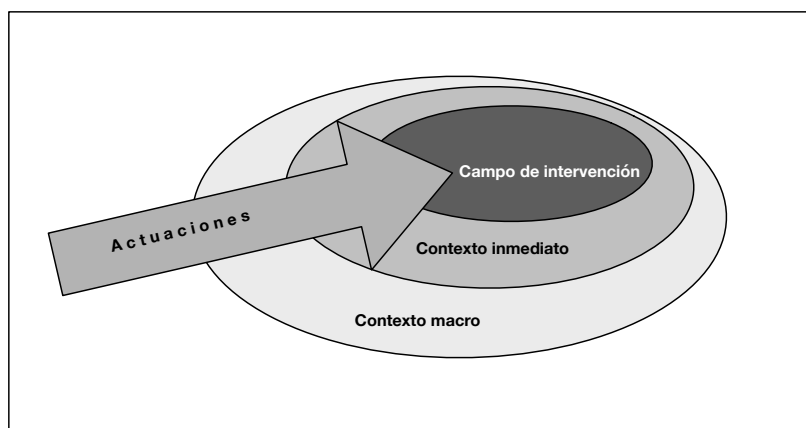 Campo de intervención
Actuaciones
Contexto inmediato
Contexto macro